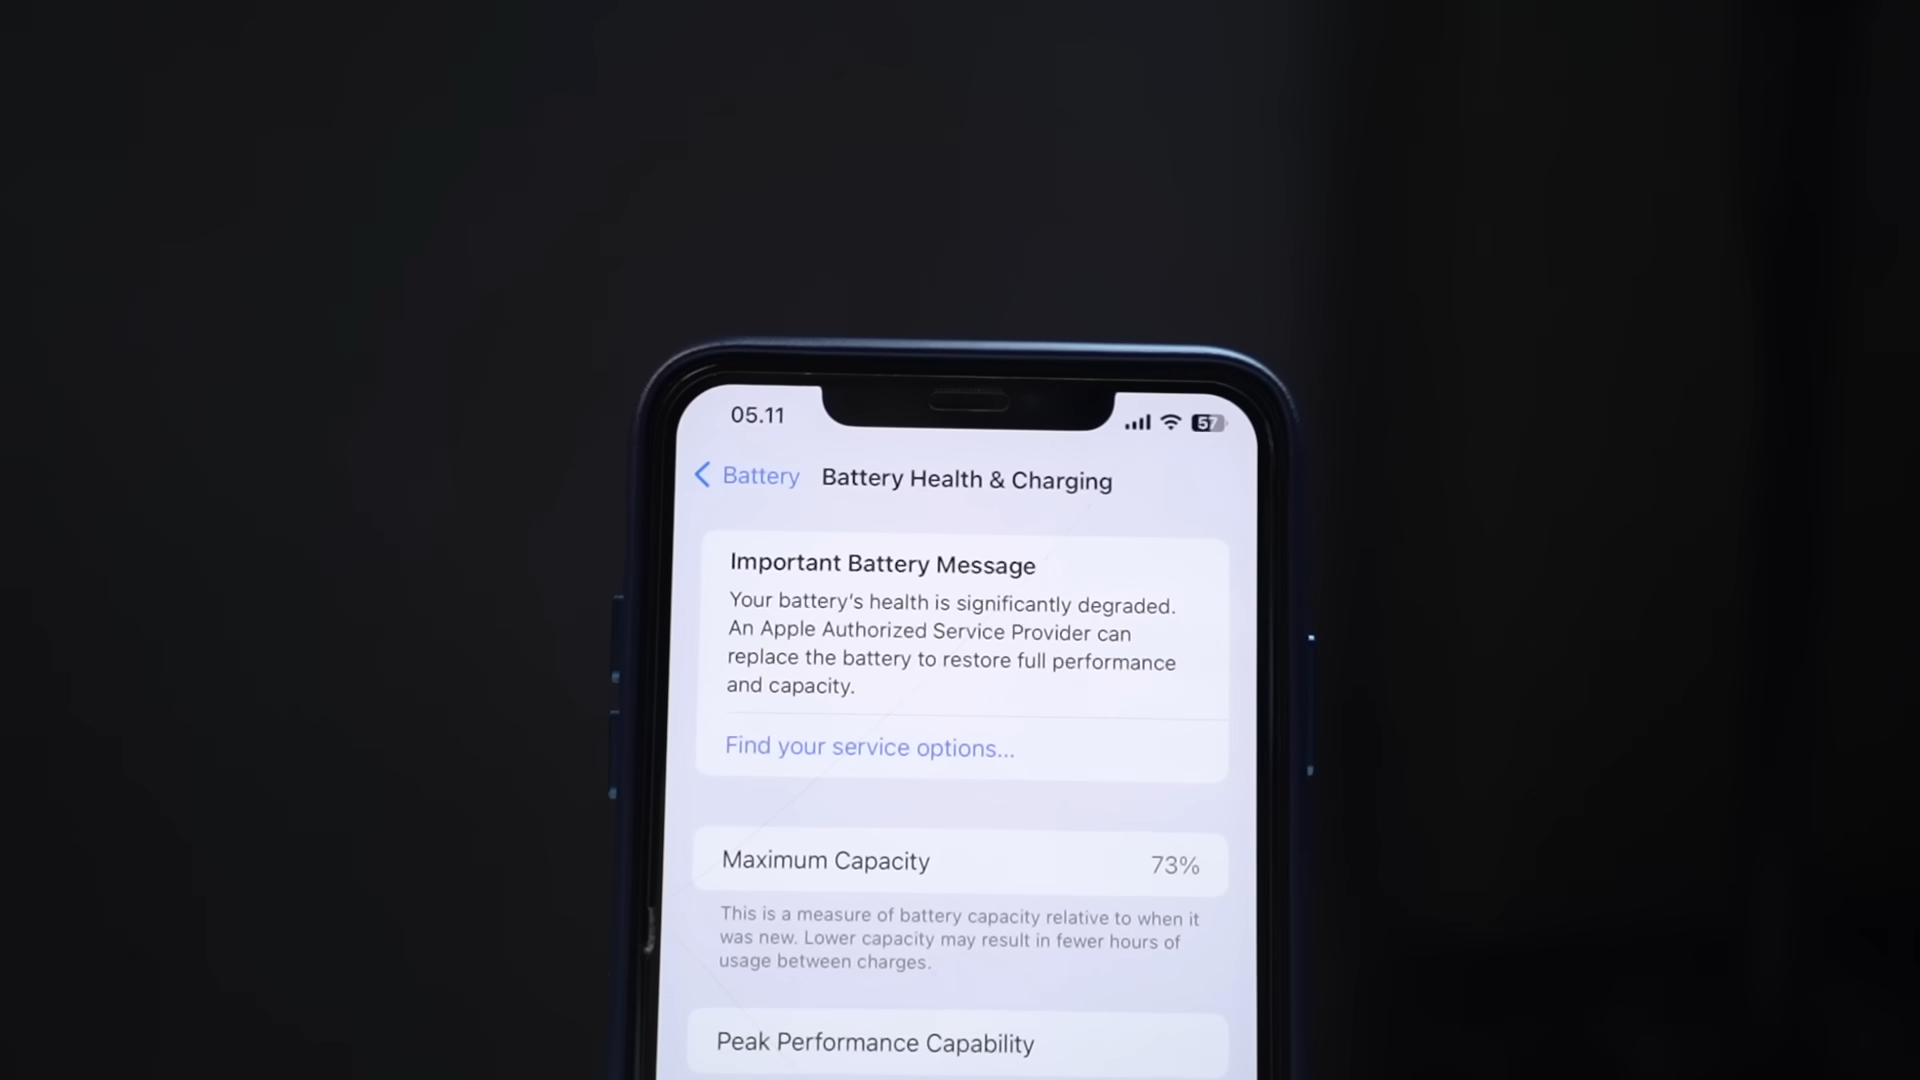 05.11
57
Battery
Battery Health & Charging
Important Battery Message
Your battery's health is significantly degraded.
An Apple Authorized Service Provider can
replace the battery to restore full performance
and capacity.
Find your service options...
Maximum Capacity 73%
This is a measure of battery capacity relative to when it
was new. Lower capacity may result in fewer hours of
usage between charges.
Peak Performance Capability